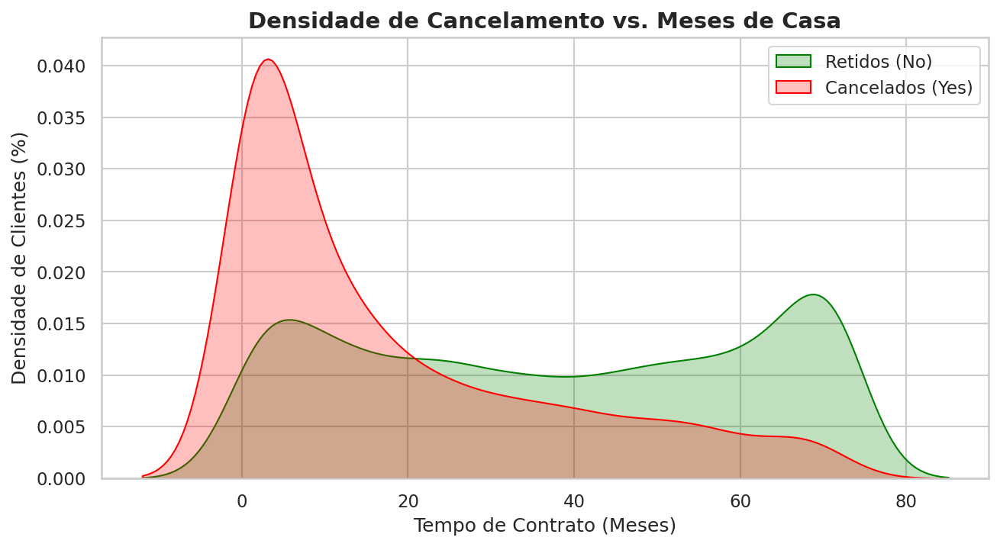 Densidade de Cancelamento vs. Meses de Casa
Retidos (No)
Cancelados (Yes)
Densidade de Clientes (%)
0.040
0.035
0.030
0.025
0.020
0.015
0.010
0.005
0.000
0 20 40 60 80
Tempo de Contrato (Meses)